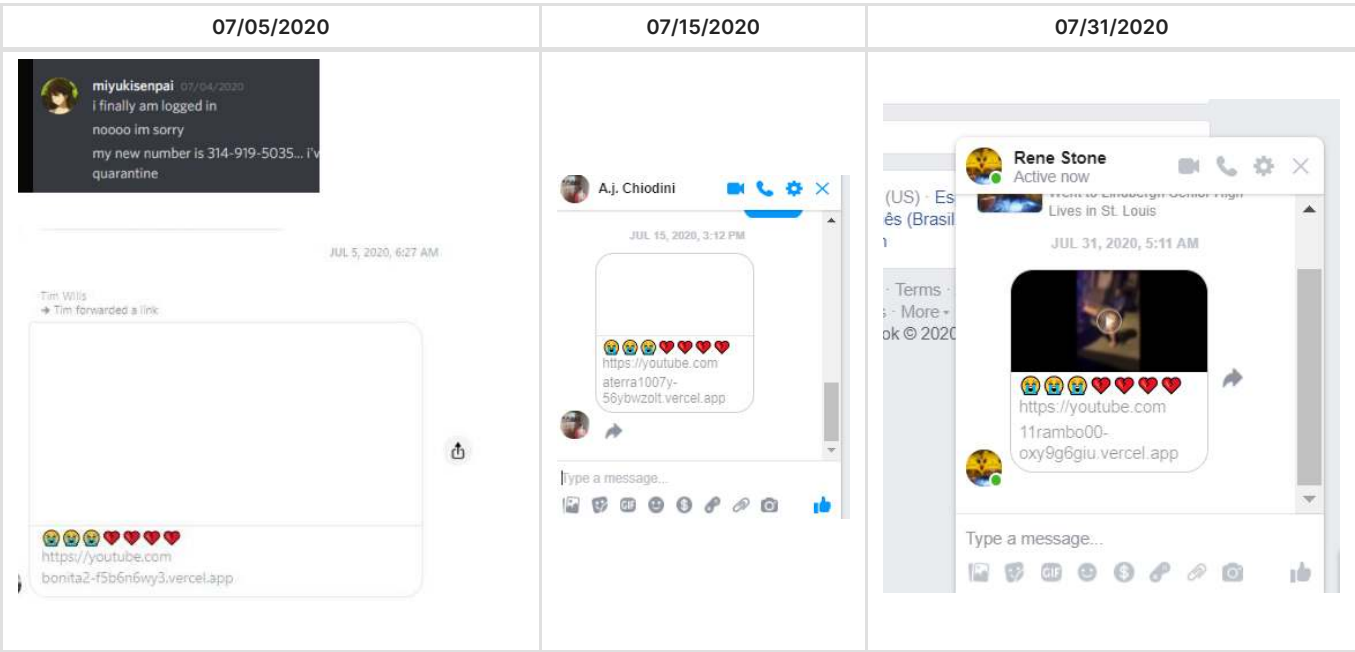 07/05/2020
07/15/2020
07/31/2020
miyukisenpai 07/04/2020
i finally am logged in
noooo im sorry
my new number is 314-919-5035... i'v
quarantine
JUL 5, 2020, 6:27 AM
Tim Wills
Tim forwarded a link
😭😭😭💔💔💔💔
https://youtube.com
bonita2-f5b6n6wy3.vercel.app
A.j. Chiodini
JUL 15, 2020, 3:12 PM
😭😭😭💔💔💔💔
https://youtube.com
aterra1007y-
56ybwzolt.vercel.app
Type a message...
GIF
(US) · Es
ês (Brasil
Terms ·
s · More
ok © 2020
Rene Stone
Active now
Went to Lindbergh Senior High
Lives in St. Louis
JUL 31, 2020, 5:11 AM
😭😭😭💔💔💔💔
https://youtube.com
11rambo00-
oxy9g6giu.vercel.app
Type a message...
GIF